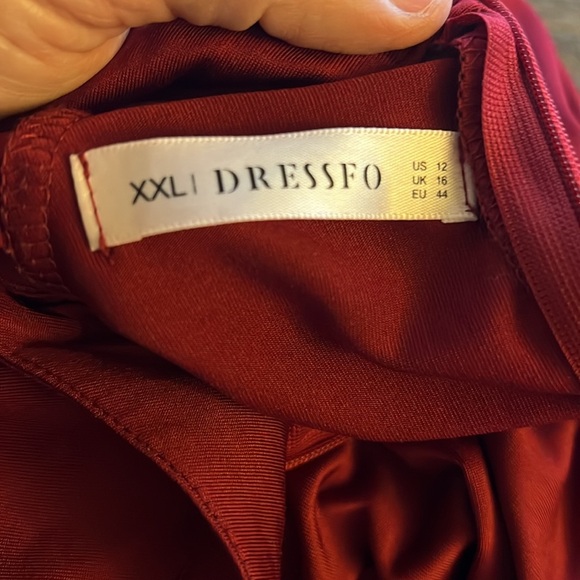 XXL | DRESSFO
US 12
UK 16
EU 44